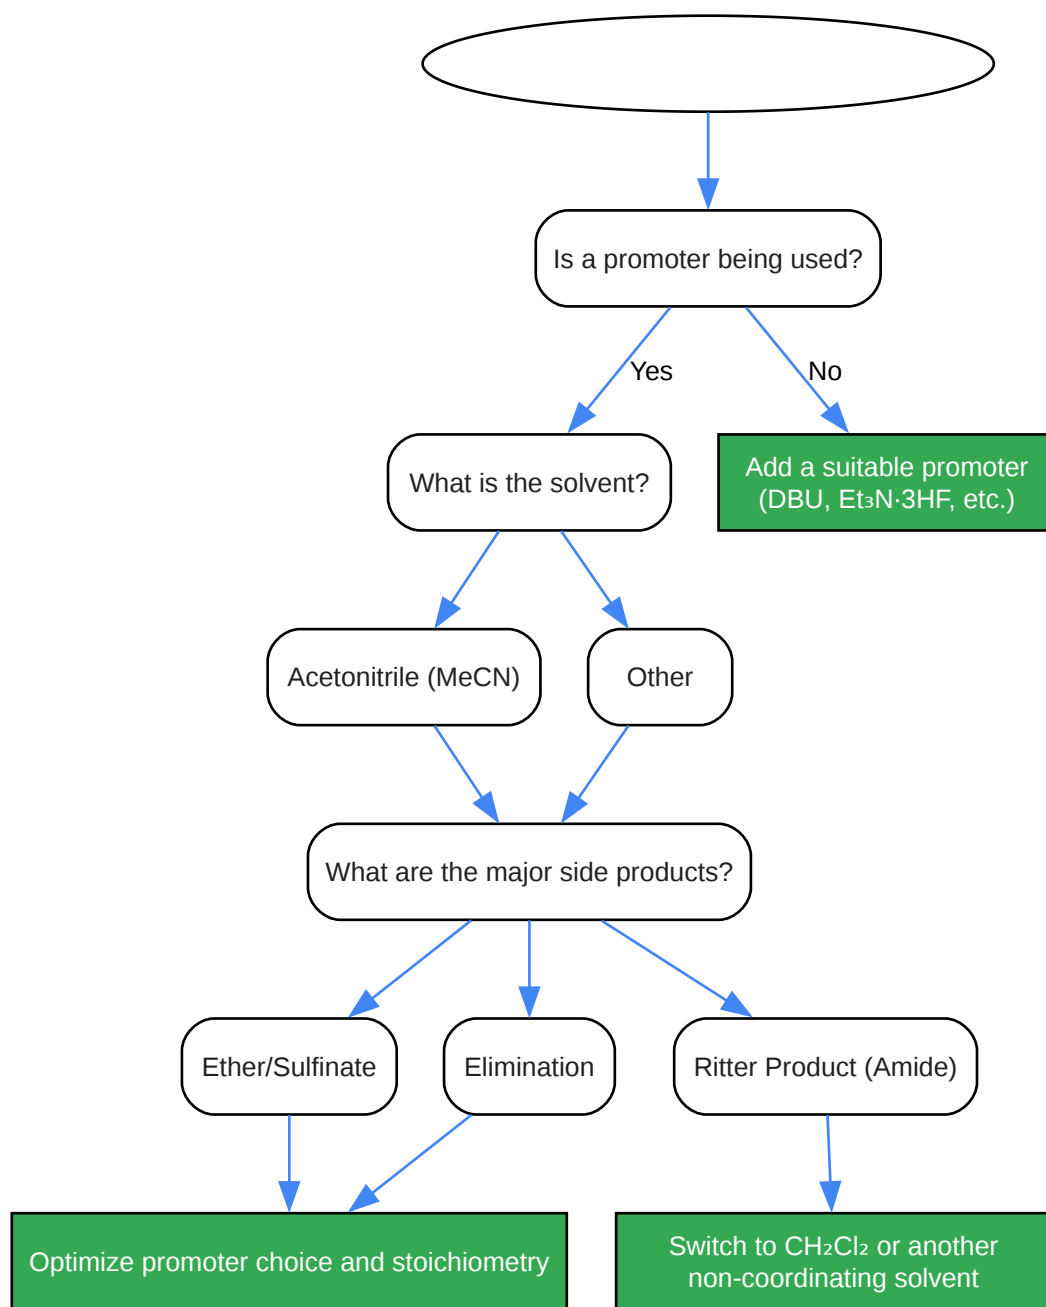 Is a promoter being used?
Yes
No
What is the solvent?
Add a suitable promoter
(DBU, Et₃N·3HF, etc.)
Acetonitrile (MeCN)
Other
What are the major side products?
Ether/Sulfinate
Elimination
Ritter Product (Amide)
Optimize promoter choice and stoichiometry
Switch to CH₂Cl₂ or another
non-coordinating solvent